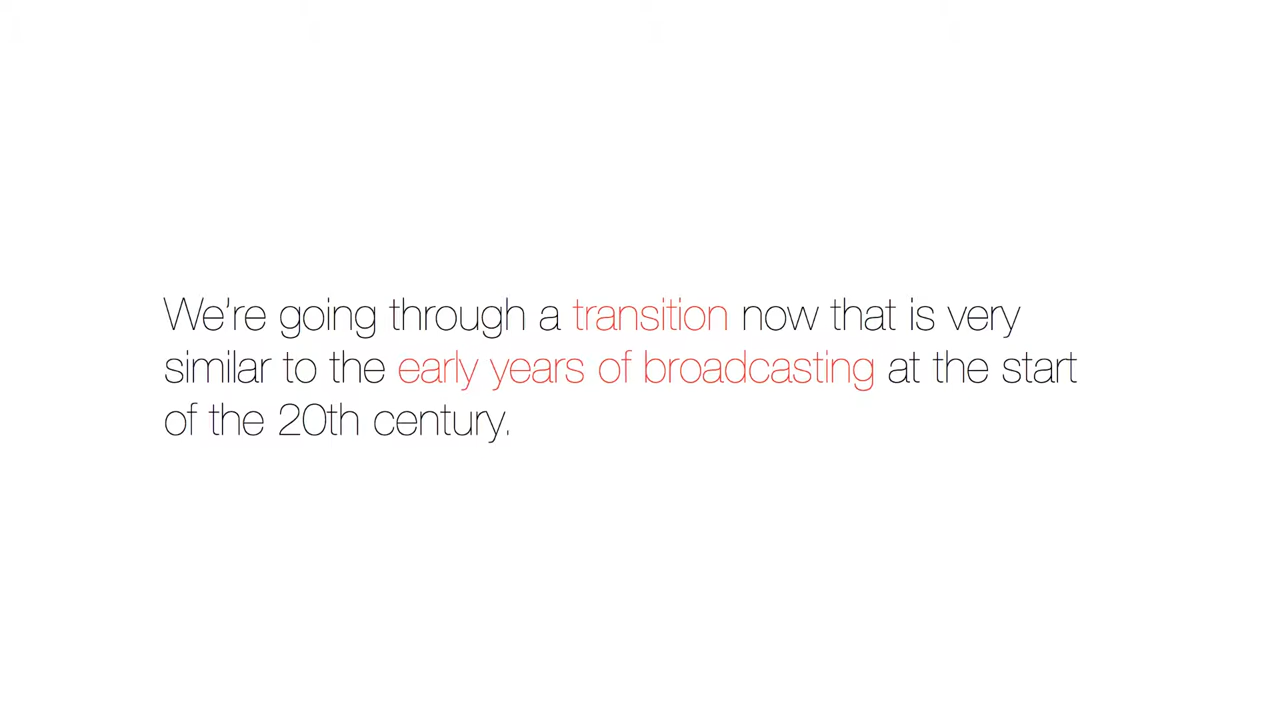 We're going through a transition now that is very
similar to the early years of broadcasting at the start
of the 20th century.